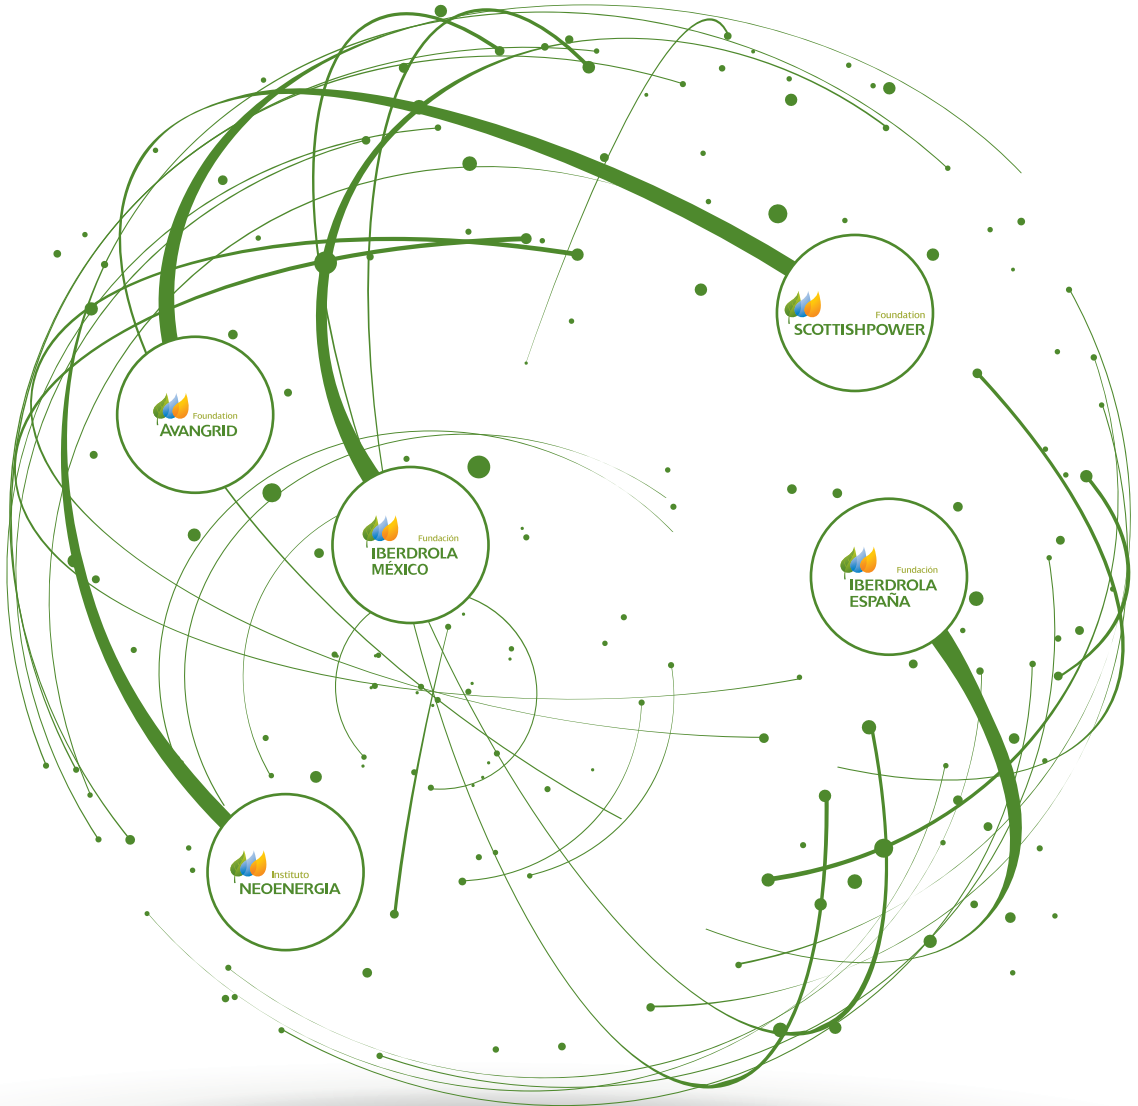 Foundation
SCOTTISHPOWER
Foundation
AVANGRID
Fundación
IBERDROLA
MÉXICO
Fundación
IBERDROLA
ESPAÑA
Instituto
NEOENERGIA